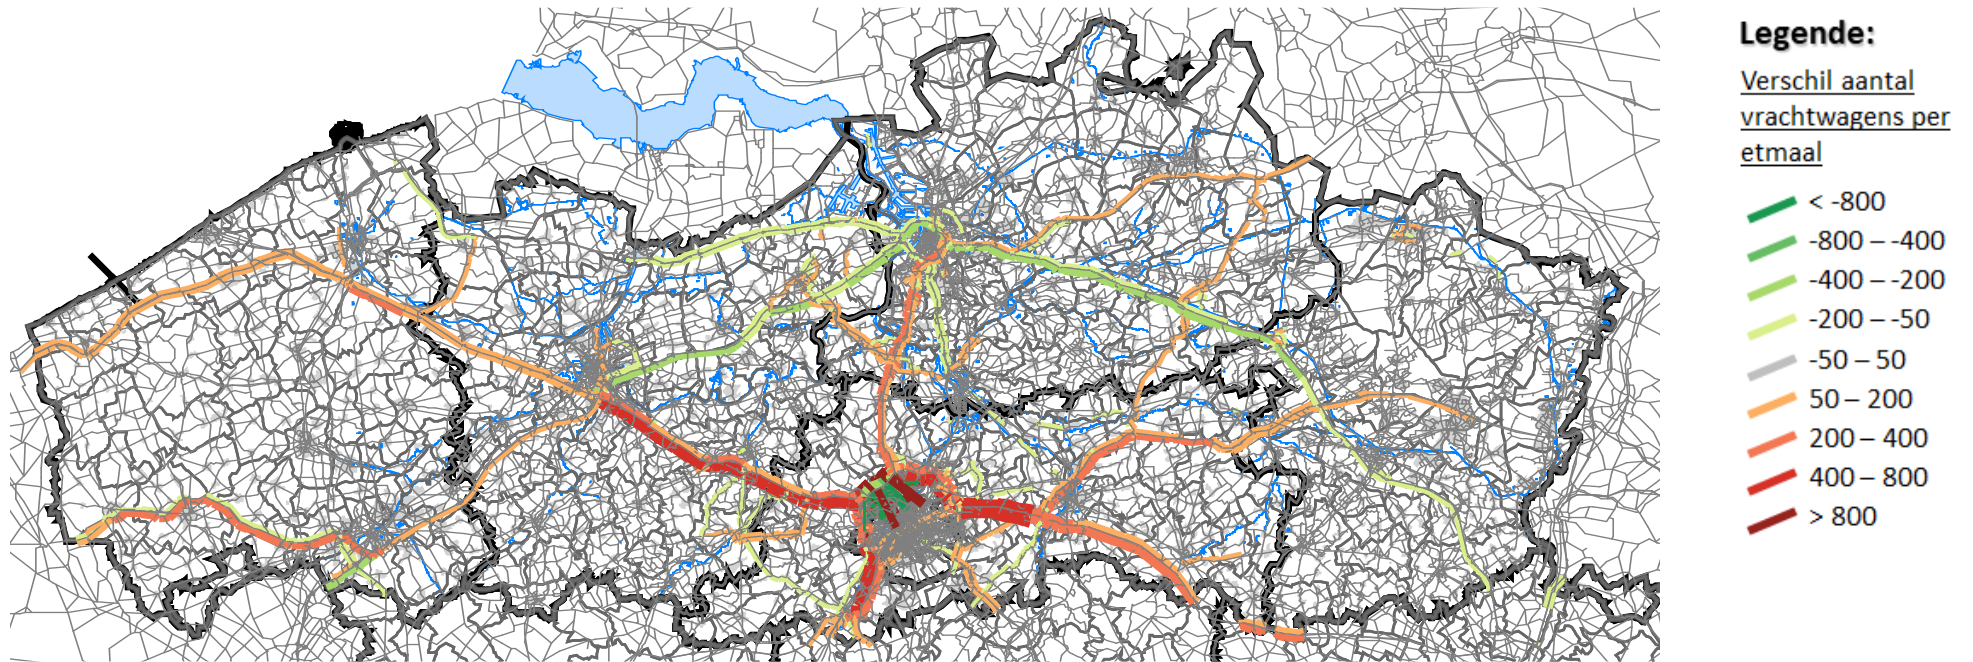 Legende:
Verschil aantal
vrachtwagens per
etmaal
< -800
-800 – -400
-400 – -200
-200 – -50
-50 – 50
50 – 200
200 – 400
400 – 800
> 800